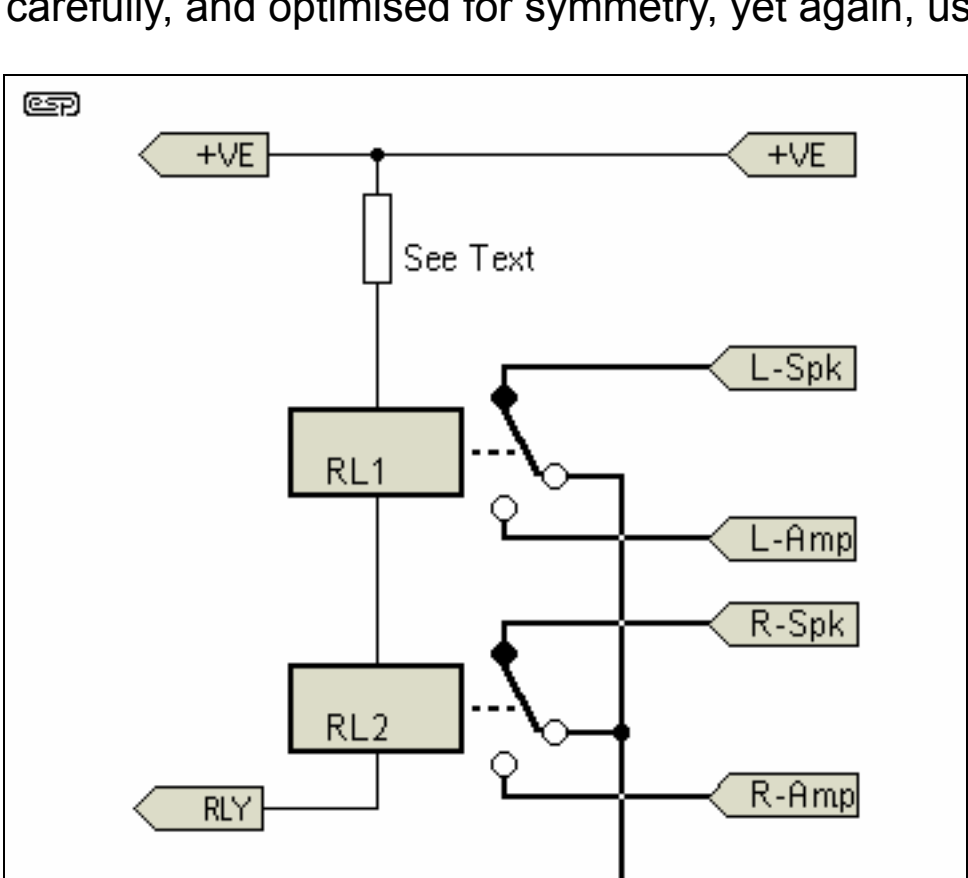 carefully, and optimised for symmetry, yet again, us
esp
+VE
+VE
See Text
L-Spk
RL1
L-Amp
R-Spk
RL2
R-Amp
RLY